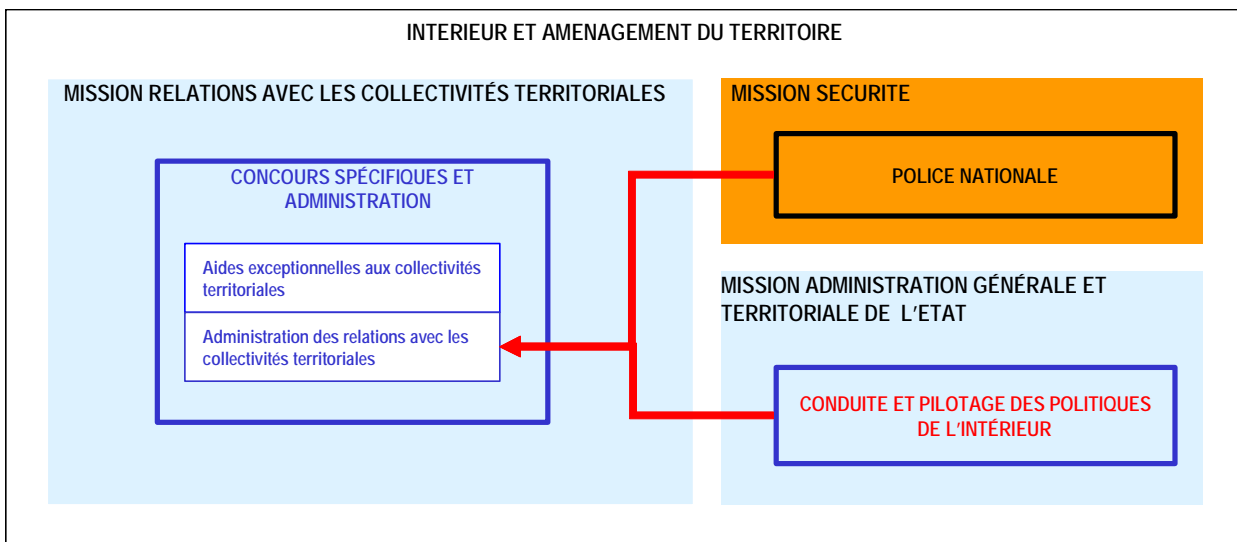 INTERIEUR ET AMENAGEMENT DU TERRITOIRE
MISSION RELATIONS AVEC LES COLLECTIVITÉS TERRITORIALES
CONCOURS SPÉCIFIQUES ET
ADMINISTRATION
Aides exceptionnelles aux collectivités
territoriales
Administration des relations avec les
collectivités territoriales
MISSION SECURITE
POLICE NATIONALE
MISSION ADMINISTRATION GÉNÉRALE ET
TERRITORIALE DE L'ETAT
CONDUITE ET PILOTAGE DES POLITIQUES
DE L'INTÉRIEUR